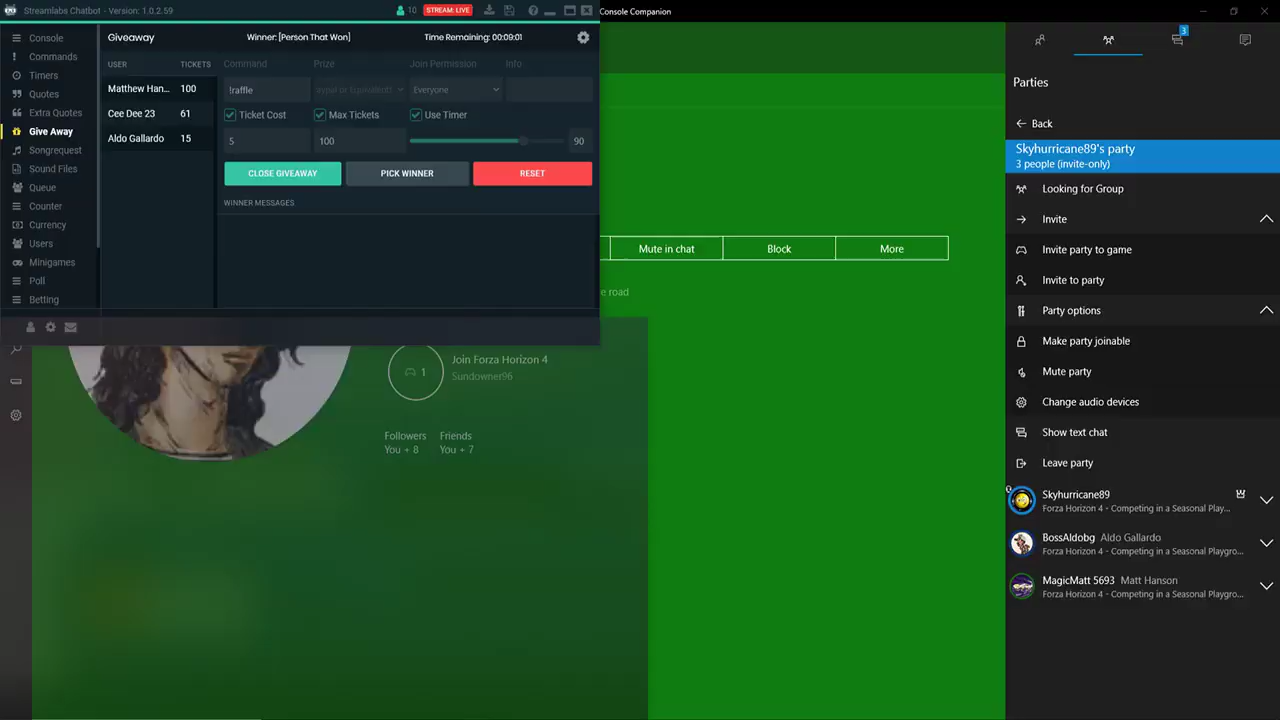 Streamlabs Chatbot - Version: 1.0.2.59
10
STREAM: LIVE
Console
Commands
Timers
Quotes
Extra Quotes
Give Away
Songrequest
Sound Files
Queue
Counter
Currency
Users
Minigames
Poll
Betting
Giveaway
Winner: [Person That Won]
Time Remaining: 00:09:01
USER TICKETS
Matthew Han... 100
Cee Dee 23 61
Aldo Gallardo 15
Command Prize Join Permission Info
!raffle
Everyone
Ticket Cost Max Tickets Use Timer
5 100 90
CLOSE GIVEAWAY PICK WINNER RESET
WINNER MESSAGES
Console Companion
Mute in chat Block More
e road
1
Join Forza Horizon 4
Sundowner96
Followers Friends
You + 8 You + 7
3
Parties
Back
Skyhurricane89's party
3 people (invite-only)
Looking for Group
Invite
Invite party to game
Invite to party
Party options
Make party joinable
Mute party
Change audio devices
Show text chat
Leave party
Skyhurricane89
Forza Horizon 4 - Competing in a Seasonal Play...
BossAldobg Aldo Gallardo
Forza Horizon 4 - Competing in a Seasonal Playgro...
MagicMatt 5693 Matt Hanson
Forza Horizon 4 - Competing in a Seasonal Playgro...